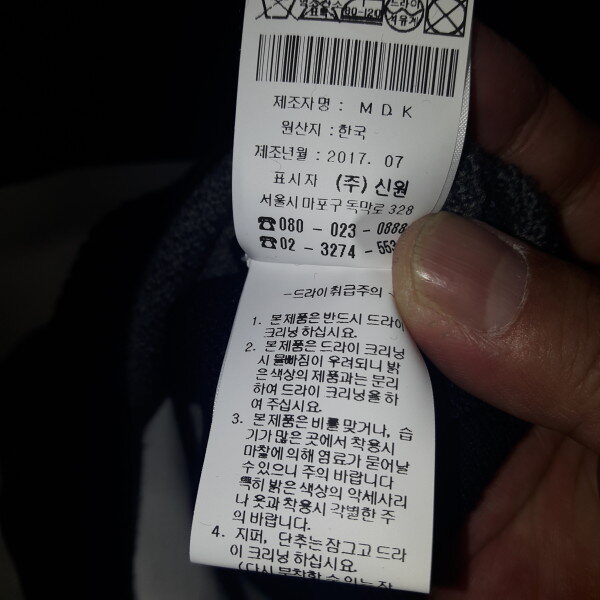 표백
80-120
드라이
석유계
제조자명 : M D K
원산지 : 한국
제조년월 : 2017. 07
표시자 (주) 신원
서울시 마포구 독막로 328
☎080 - 023 - 0888
☎02 - 3274 -
-드라이취급주의
1. 본제품은 반드시 드라이
크리닝 하십시요.
2. 본제품은 드라이 크리닝
시 물빠짐이 우려되니 밝
은 색상의 제품과는 분리
하여 드라이 크리닝을 하
여 주십시요.
3. 본제품은 비를 맞거나, 습
기가 많은 곳에서 착용시
마찰에 의해 염료가 묻어날
수 있으니 주의 바랍니다
특히 밝은 색상의 악세사리
나 옷과 착용시 각별한 주
의 바랍니다.
4. 지퍼, 단추는 잠그고 드라
이 크리닝 하십시요.